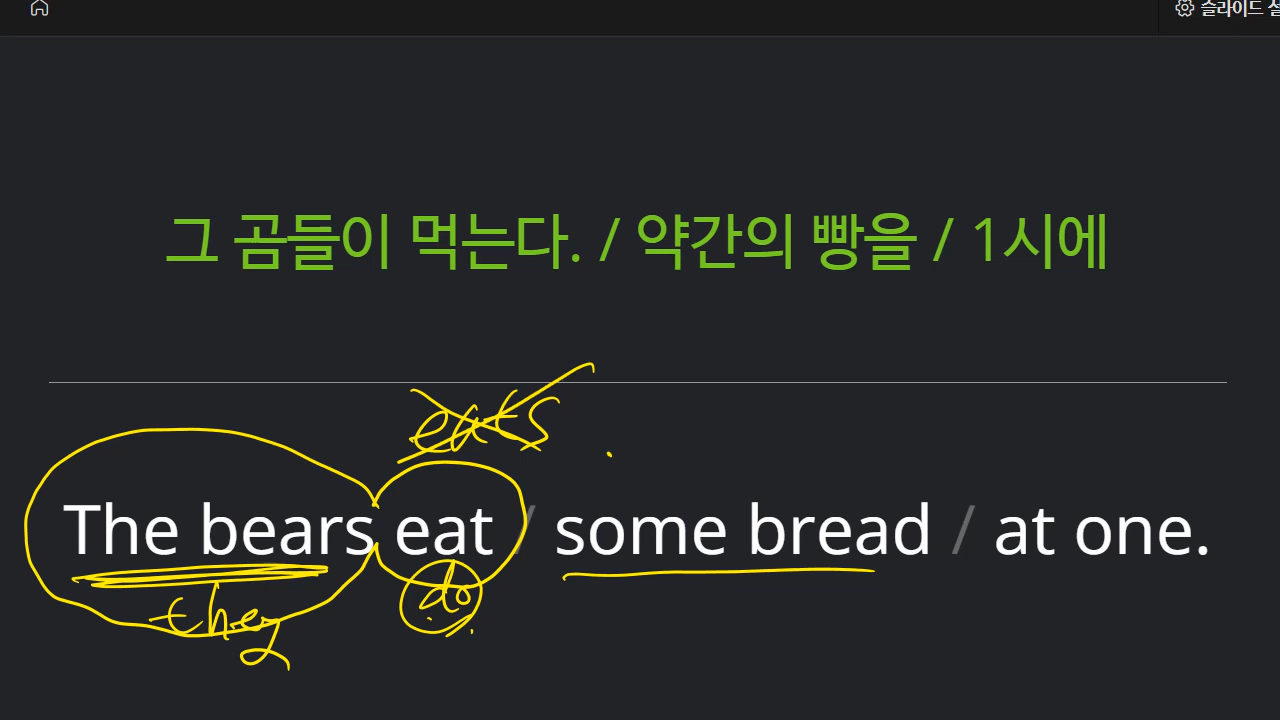 슬라이드
그 곰들이 먹는다. / 약간의 빵을 / 1시에
eats
The bears eat / some bread / at one.
they do